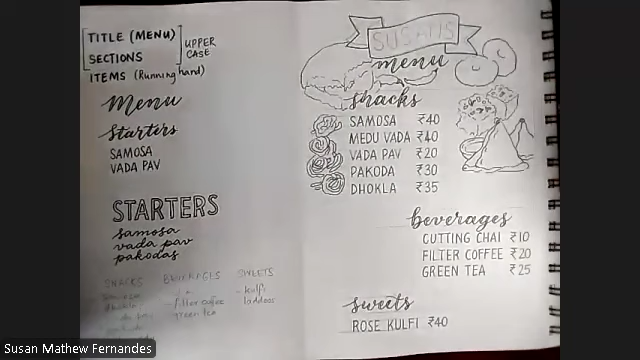 TITLE (MENU)
SECTIONS
UPPER
CASE
ITEMS (Running hand)
Menu
Starters
SAMOSA
VADA PAV
STARTERS
samosa
vada pav
pakodas
SNACKS
BEVERAGES
SWEETS
- filter coffee
green tea
- kulfi
laddoos
SUSAN'S
menu
snacks
SAMOSA ₹40
MEDU VADA ₹40
VADA PAV ₹20
PAKODA ₹30
DHOKLA ₹35
beverages
CUTTING CHAI ₹10
FILTER COFFEE ₹20
GREEN TEA ₹25
sweets
ROSE KULFI ₹40
Susan Mathew Fernandes